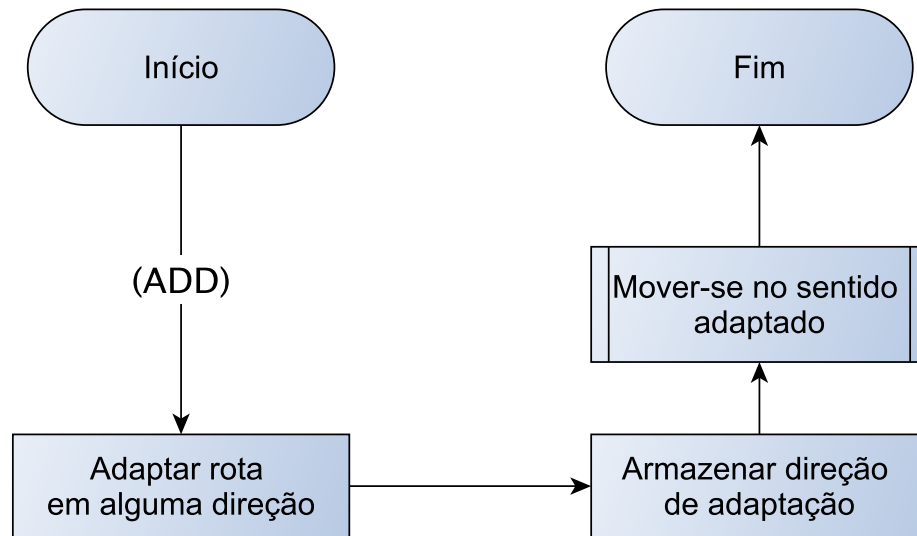 Início
Fim
(ADD)
Mover-se no sentido
adaptado
Adaptar rota
em alguma direção
Armazenar direção
de adaptação